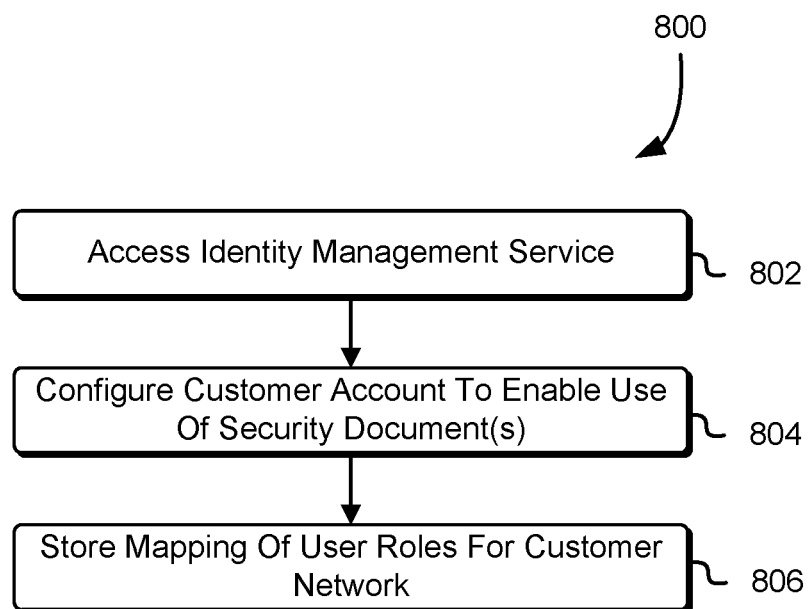 800
Access Identity Management Service
802
Configure Customer Account To Enable Use
Of Security Document(s)
804
Store Mapping Of User Roles For Customer
Network
806